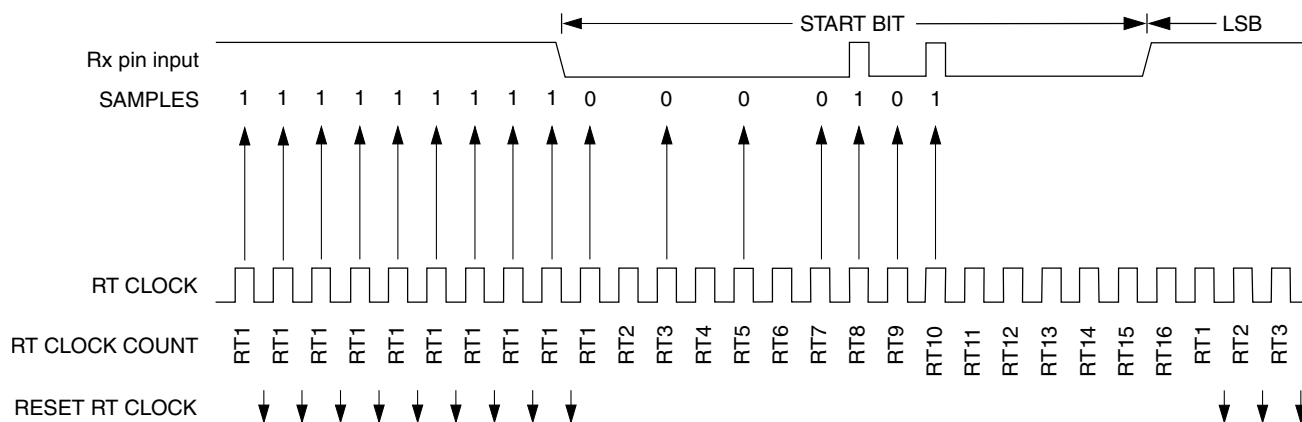 START BIT LSB
Rx pin input
SAMPLES 1 1 1 1 1 1 1 1 1 0 0 0 0 1 0 1
RT CLOCK
RT CLOCK COUNT RT1 RT1 RT1 RT1 RT1 RT1 RT1 RT1 RT1 RT1 RT2 RT3 RT4 RT5 RT6 RT7 RT8 RT9 RT10 RT11 RT12 RT13 RT14 RT15 RT16 RT1 RT2 RT3
RESET RT CLOCK